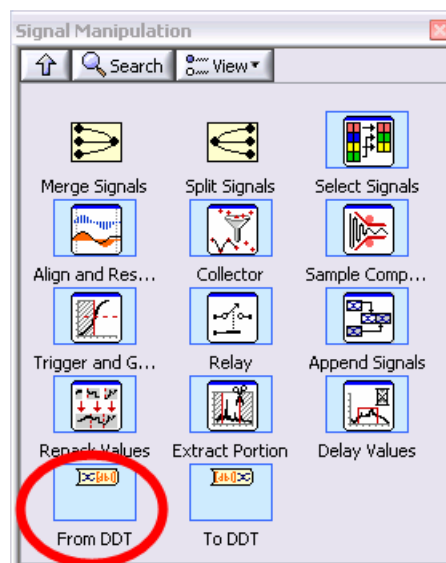 Signal Manipulation
Search View
Merge Signals Split Signals Select Signals
Align and Res... Collector Sample Comp...
Trigger and G... Relay Append Signals
Repack Values Extract Portion Delay Values
From DDT To DDT